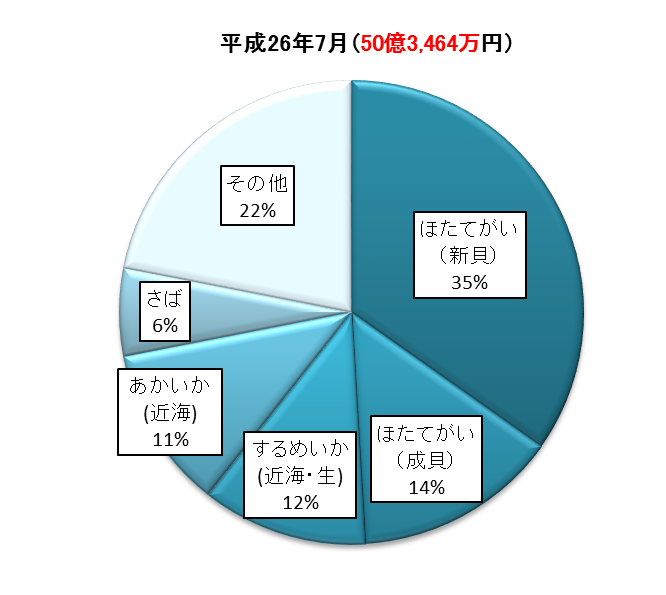 平成26年7月(50億3,464万円)
ほたてがい
(新貝)
35%
ほたてがい
(成貝)
14%
するめいか
(近海・生)
12%
あかいか
(近海)
11%
さば
6%
その他
22%